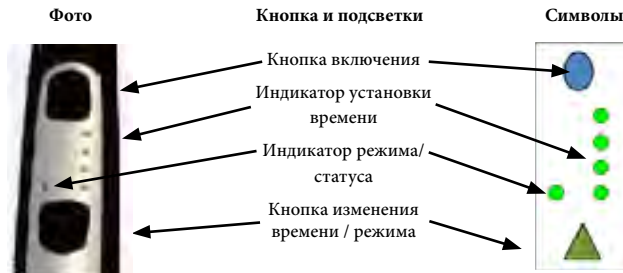 Фото
Кнопка и подсветки
Символы
Кнопка включения
Индикатор установки
времени
Индикатор режима/
статуса
Кнопка изменения
времени / режима